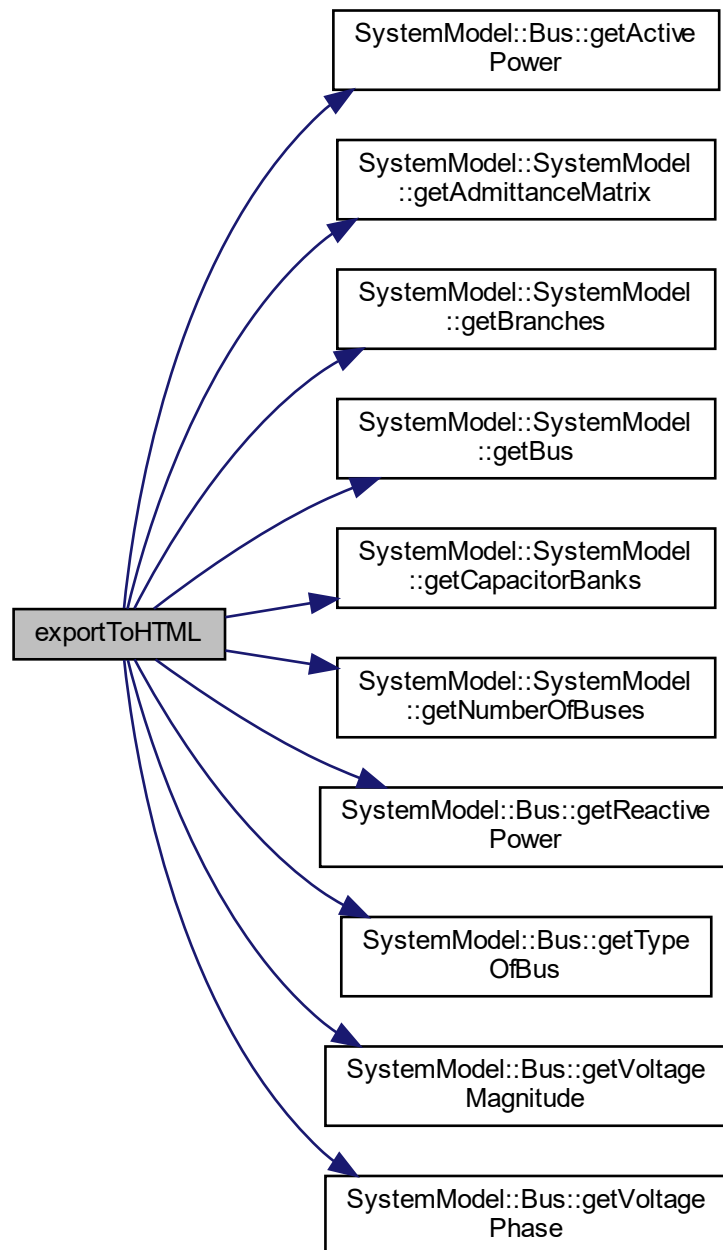 SystemModel::Bus::getActive
Power
SystemModel::SystemModel
::getAdmittanceMatrix
SystemModel::SystemModel
::getBranches
SystemModel::SystemModel
::getBus
SystemModel::SystemModel
::getCapacitorBanks
exportToHTML
SystemModel::SystemModel
::getNumberOfBuses
SystemModel::Bus::getReactive
Power
SystemModel::Bus::getType
OfBus
SystemModel::Bus::getVoltage
Magnitude
SystemModel::Bus::getVoltage
Phase